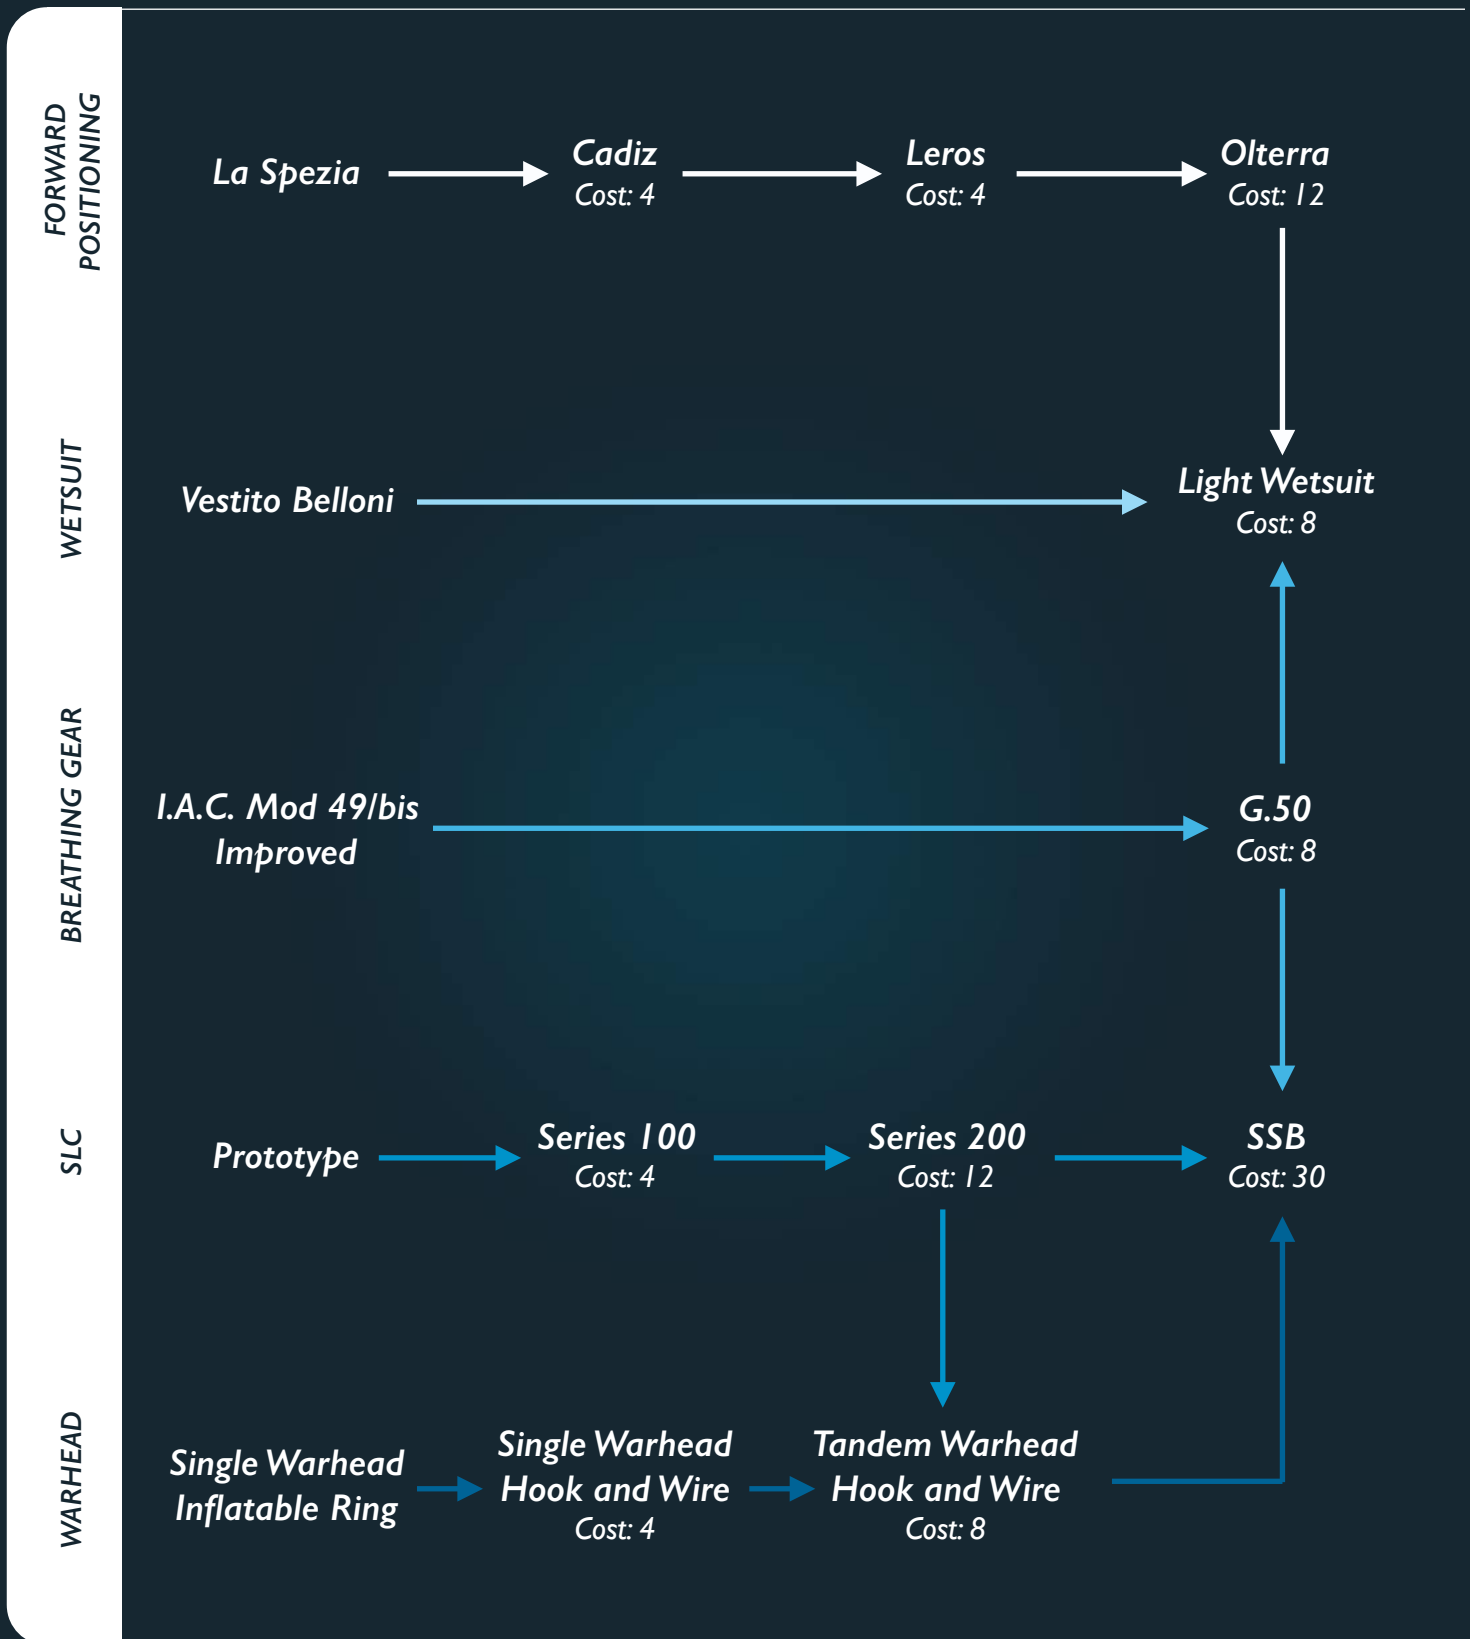 FORWARD
POSITIONING
La Spezia
Cadiz
Cost: 4
Leros
Cost: 4
Olterra
Cost: 12
WETSUIT
Vestito Belloni
Light Wetsuit
Cost: 8
BREATHING GEAR
I.A.C. Mod 49/bis
Improved
G.50
Cost: 8
SLC
Prototype
Series 100
Cost: 4
Series 200
Cost: 12
SSB
Cost: 30
WARHEAD
Single Warhead
Inflatable Ring
Single Warhead
Hook and Wire
Cost: 4
Tandem Warhead
Hook and Wire
Cost: 8